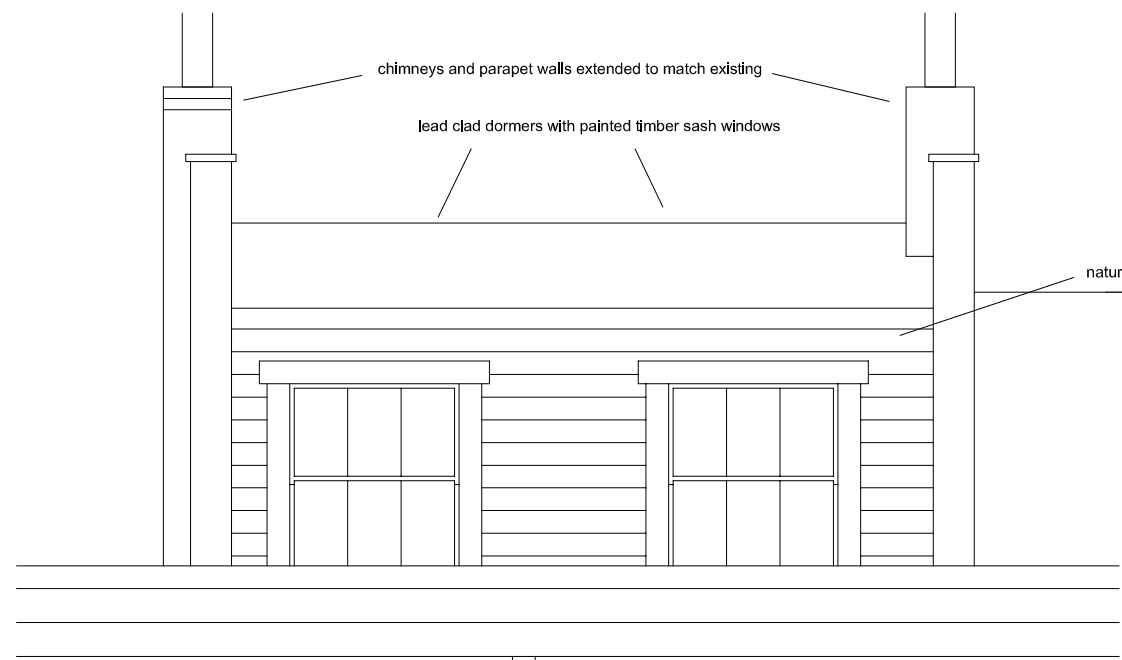 chimneys and parapet walls extended to match existing
lead clad dormers with painted timber sash windows
natur